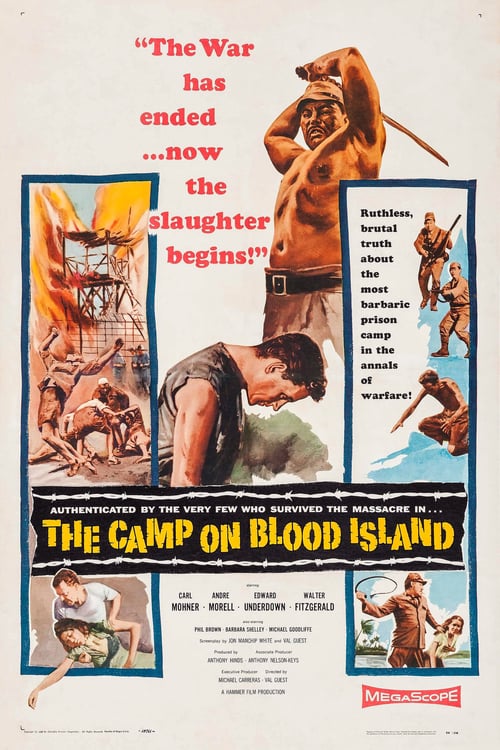 “The War
has
ended
...now
the
slaughter
begins!”
Ruthless,
brutal
truth
about
the
most
barbaric
prison
camp
in the
annals
of
warfare!
AUTHENTICATED BY THE VERY FEW WHO SURVIVED THE MASSACRE IN...
THE CAMP ON BLOOD ISLAND
starring
CARL ANDRE EDWARD WALTER
MOHNER · MORELL · UNDERDOWN · FITZGERALD
also starring
PHIL BROWN · BARBARA SHELLEY · MICHAEL GOODLIFFE
Screenplay by JON MANCHIP WHITE and VAL GUEST
Produced by Associate Producer
ANTHONY HINDS · ANTHONY NELSON-KEYS
Executive Producer Directed by
MICHAEL CARRERAS · VAL GUEST
A HAMMER FILM PRODUCTION
MEGASCOPE